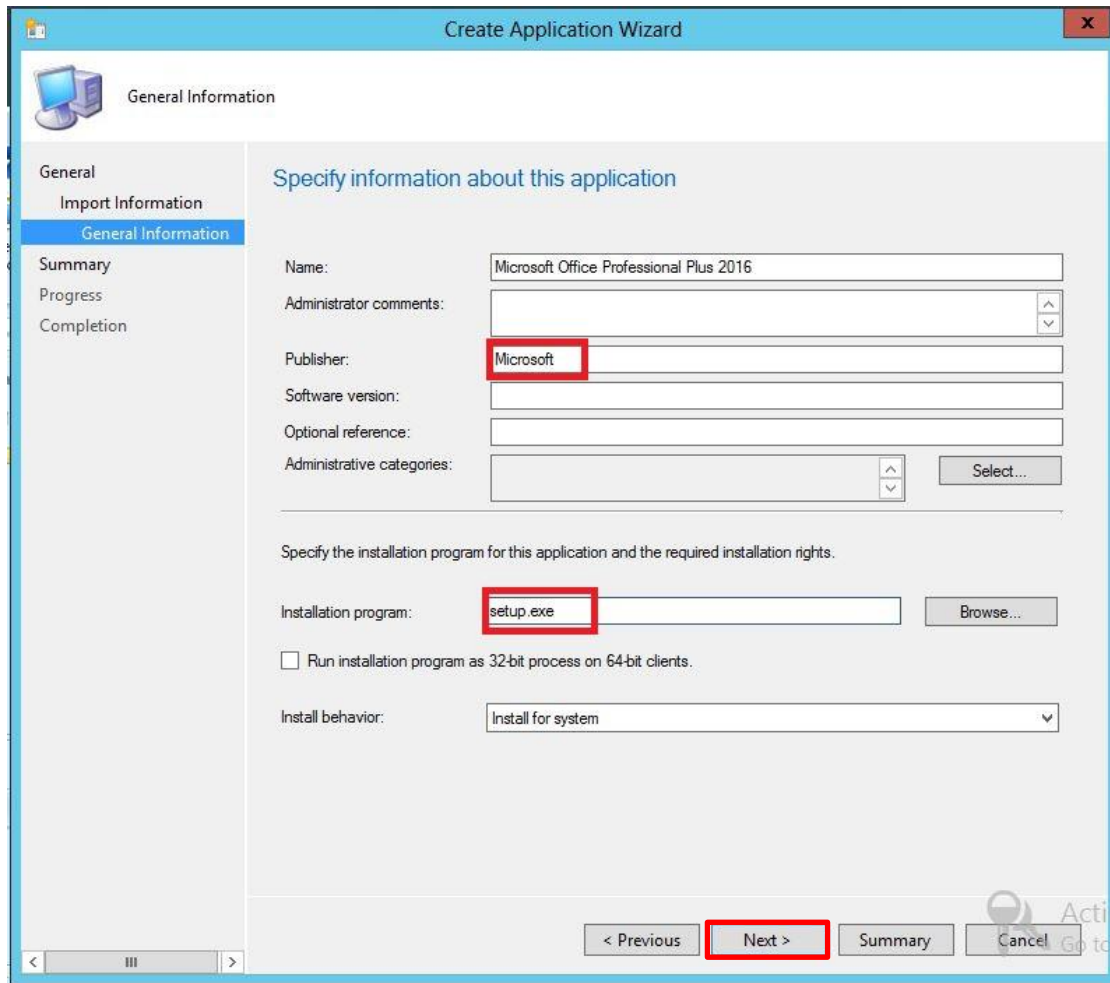 Create Application Wizard
x
General Information
General
Import Information
General Information
Summary
Progress
Completion
Specify information about this application
Name: Microsoft Office Professional Plus 2016
Administrator comments:
Publisher: Microsoft
Software version:
Optional reference:
Administrative categories: Select...
Specify the installation program for this application and the required installation rights.
Installation program: setup.exe Browse...
Run installation program as 32-bit process on 64-bit clients.
Install behavior: Install for system
Acti
< Previous Next > Summary Cancel Go to